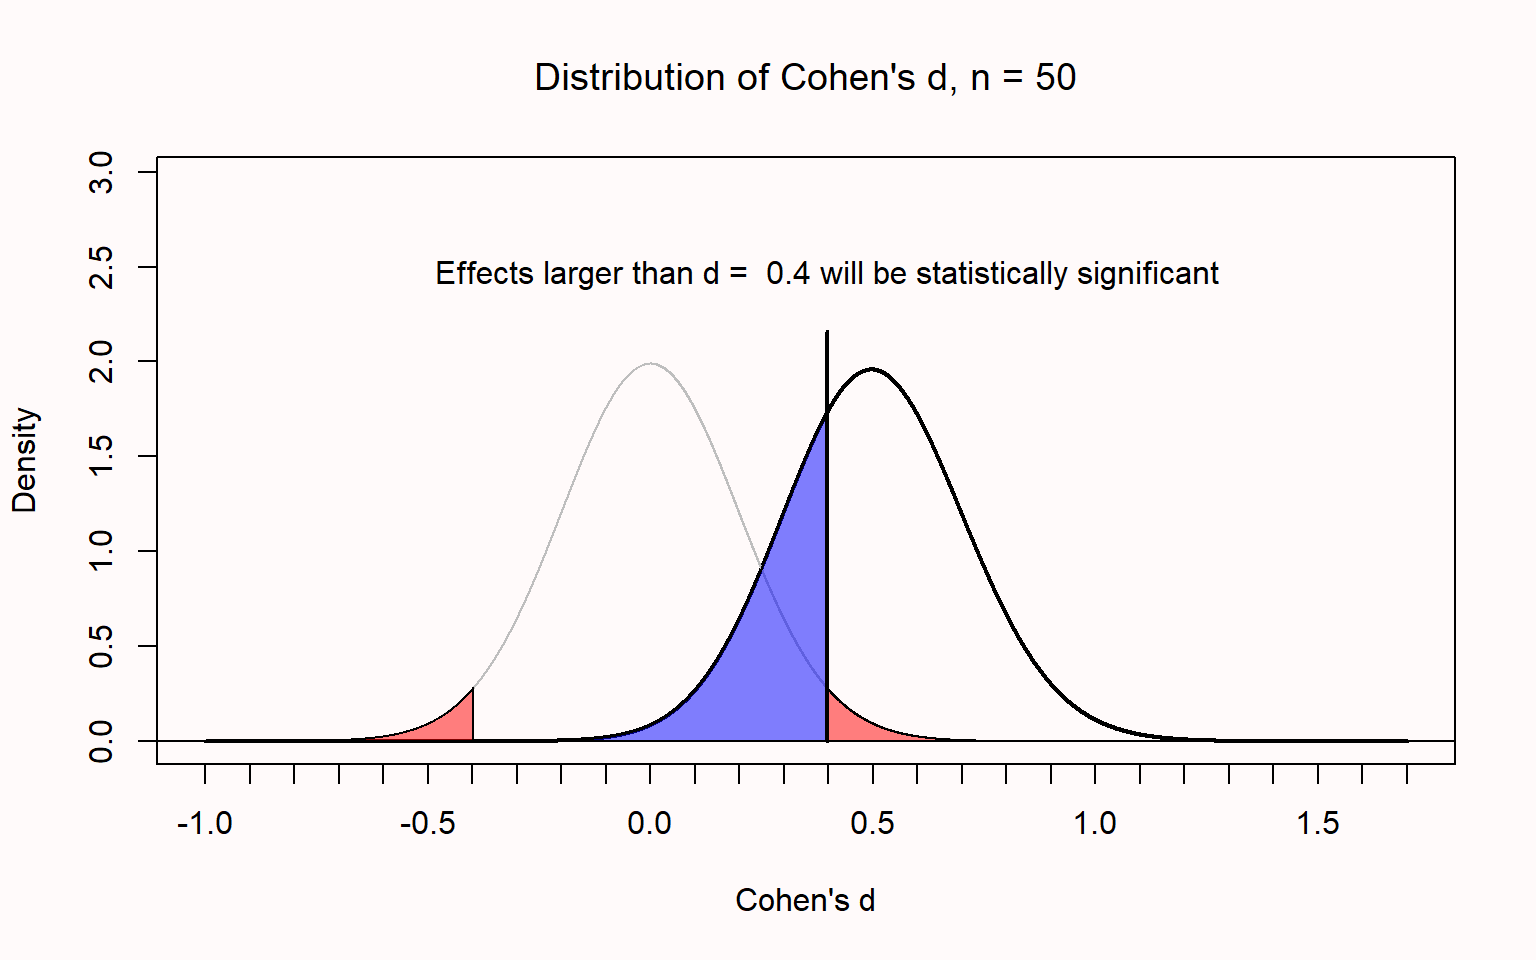 Distribution of Cohen's d, n = 50
Effects larger than d =  0.4 will be statistically significant
Density
3.0
2.5
2.0
1.5
1.0
0.5
0.0
-1.0 -0.5 0.0 0.5 1.0 1.5
Cohen's d